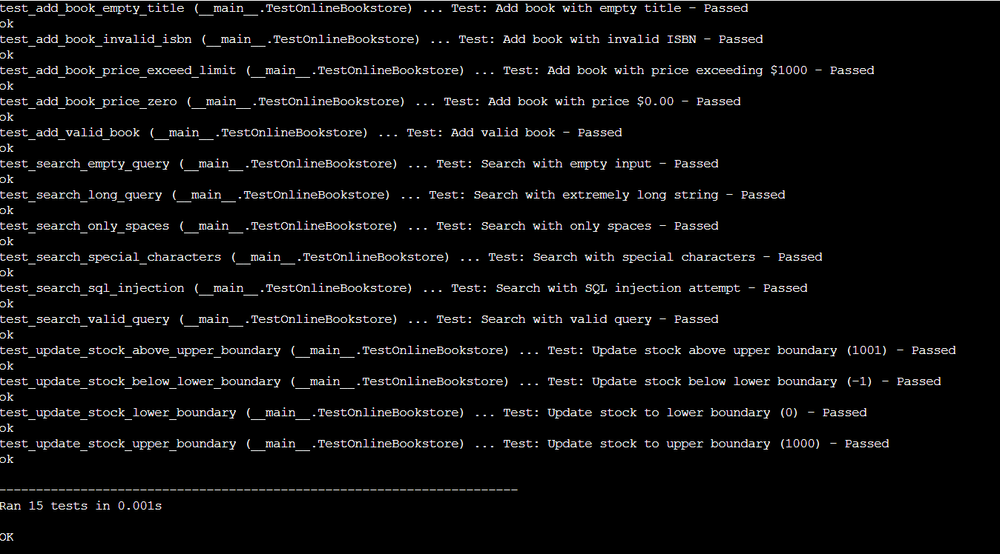 test_add_book_empty_title (__main__.TestOnlineBookstore) ... Test: Add book with empty title - Passed
ok
test_add_book_invalid_isbn (__main__.TestOnlineBookstore) ... Test: Add book with invalid ISBN - Passed
ok
test_add_book_price_exceed_limit (__main__.TestOnlineBookstore) ... Test: Add book with price exceeding $1000 - Passed
ok
test_add_book_price_zero (__main__.TestOnlineBookstore) ... Test: Add book with price $0.00 - Passed
ok
test_add_valid_book (__main__.TestOnlineBookstore) ... Test: Add valid book - Passed
ok
test_search_empty_query (__main__.TestOnlineBookstore) ... Test: Search with empty input - Passed
ok
test_search_long_query (__main__.TestOnlineBookstore) ... Test: Search with extremely long string - Passed
ok
test_search_only_spaces (__main__.TestOnlineBookstore) ... Test: Search with only spaces - Passed
ok
test_search_special_characters (__main__.TestOnlineBookstore) ... Test: Search with special characters - Passed
ok
test_search_sql_injection (__main__.TestOnlineBookstore) ... Test: Search with SQL injection attempt - Passed
ok
test_search_valid_query (__main__.TestOnlineBookstore) ... Test: Search with valid query - Passed
ok
test_update_stock_above_upper_boundary (__main__.TestOnlineBookstore) ... Test: Update stock above upper boundary (1001) - Passed
ok
test_update_stock_below_lower_boundary (__main__.TestOnlineBookstore) ... Test: Update stock below lower boundary (-1) - Passed
ok
test_update_stock_lower_boundary (__main__.TestOnlineBookstore) ... Test: Update stock to lower boundary (0) - Passed
ok
test_update_stock_upper_boundary (__main__.TestOnlineBookstore) ... Test: Update stock to upper boundary (1000) - Passed
ok
----------------------------------------------------------------------
Ran 15 tests in 0.001s
OK